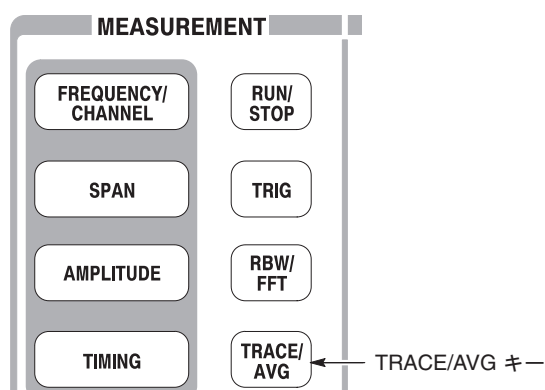 MEASUREMENT
FREQUENCY/
CHANNEL
RUN/
STOP
SPAN
TRIG
AMPLITUDE
RBW/
FFT
TIMING
TRACE/
AVG
TRACE/AVG キー